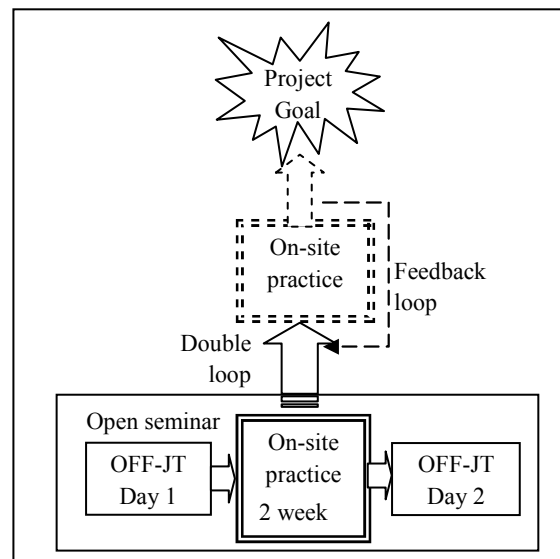 Project
Goal
On-site
practice
Feedback
loop
Double
loop
Open seminar
OFF-JT
Day 1
On-site
practice
2 week
OFF-JT
Day 2